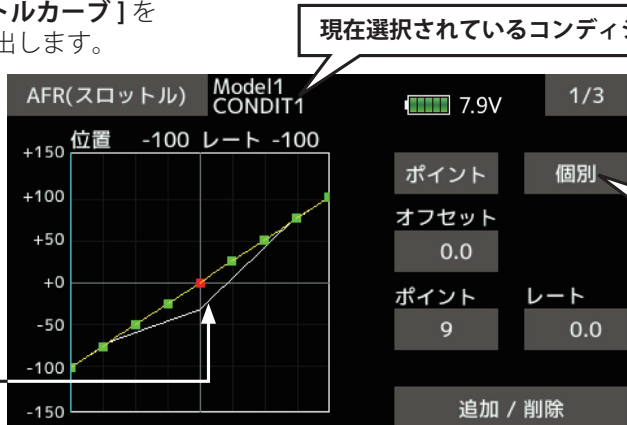 トルカーブ ] を
出します。
現在選択されているコンディシ
AFR(スロットル)
Model1
CONDIT1
7.9V
1/3
位置 -100 レート -100
+150
+100
+50
+0
-50
-100
-150
ポイント
個別
オフセット
0.0
ポイント
レート
9
0.0
追加 / 削除